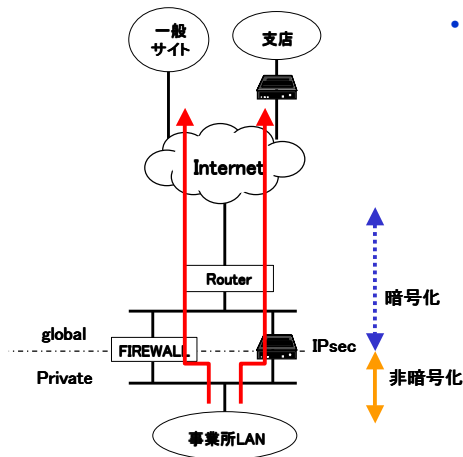 一般
サイト
支店
Internet
Router
暗号化
global
FIREWALL
IPsec
Private
非暗号化
事業所LAN